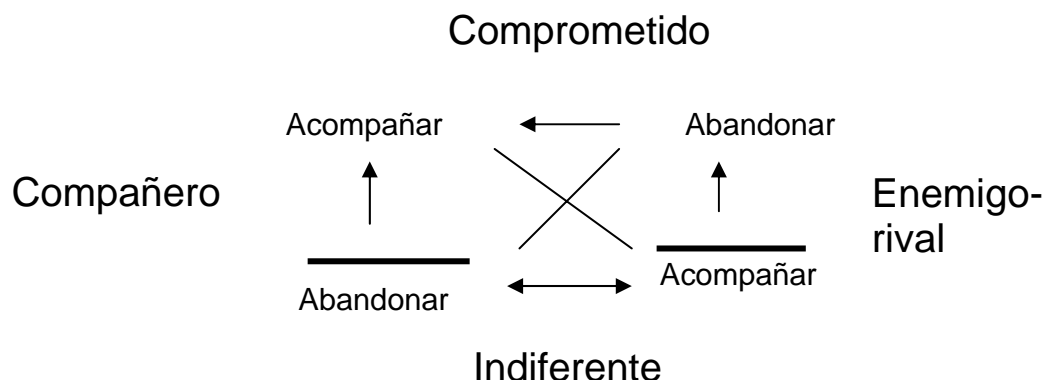 Comprometido
Acompañar Abandonar
Compañero Enemigo-
rival
Abandonar Acompañar
Indiferente